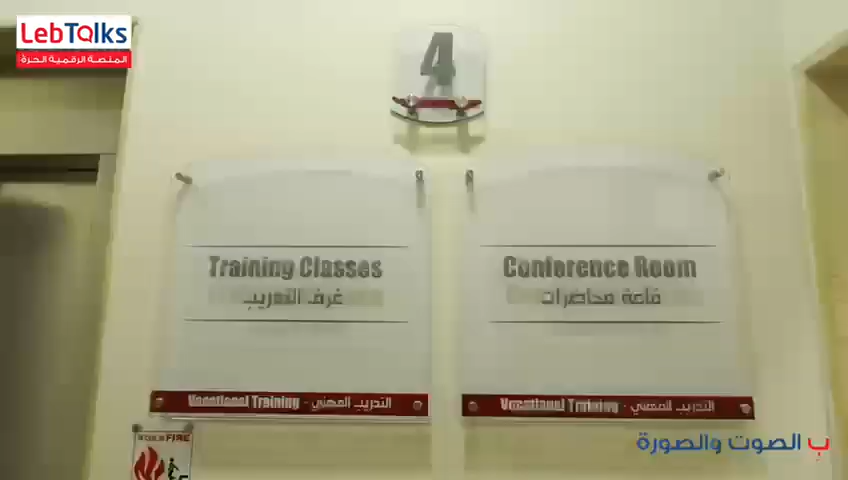 LebTalks
المنصة الرقمية الحرة
4
Training Classes
غرف التدريب
Vocational Training - التدريب المهني
Conference Room
قاعة محاضرات
Vocational Training - التدريب المهني
FIRE
بِ الصوت والصورة